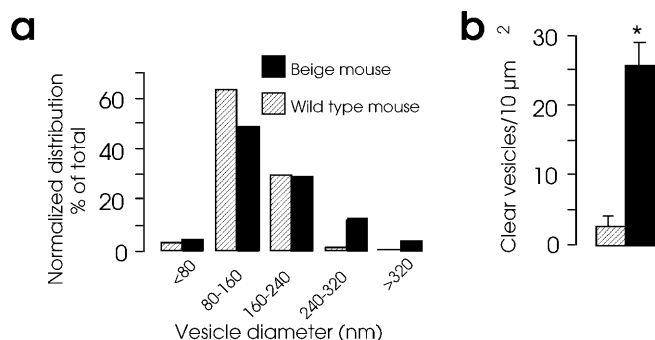 a
Beige mouse
Wild type mouse
Normalized distribution
% of total
60
40
20
0
<80
80-160
160-240
240-320
>320
Vesicle diameter (nm)
b
Clear vesicles/10 µm 2
30
20
10
0
*